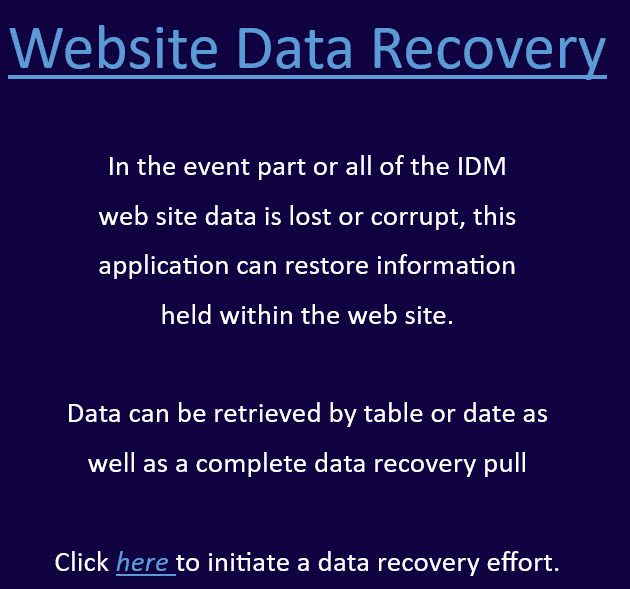 Website Data Recovery
In the event part or all of the IDM
web site data is lost or corrupt, this
application can restore information
held within the web site.
Data can be retrieved by table or date as
well as a complete data recovery pull
Click here to initiate a data recovery effort.